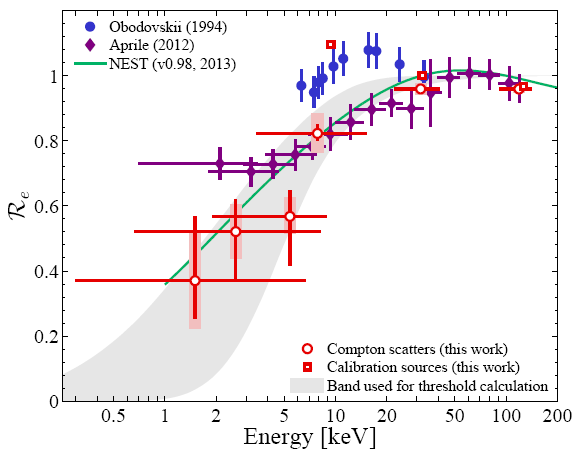 Obodovskii (1994)
Aprile (2012)
NEST (v0.98, 2013)
1
0.8
0.6
0.4
0.2
0
R_e
Compton scatters (this work)
Calibration sources (this work)
Band used for threshold calculation
0.5 1 2 5 10 20 50 100 200
Energy [keV]